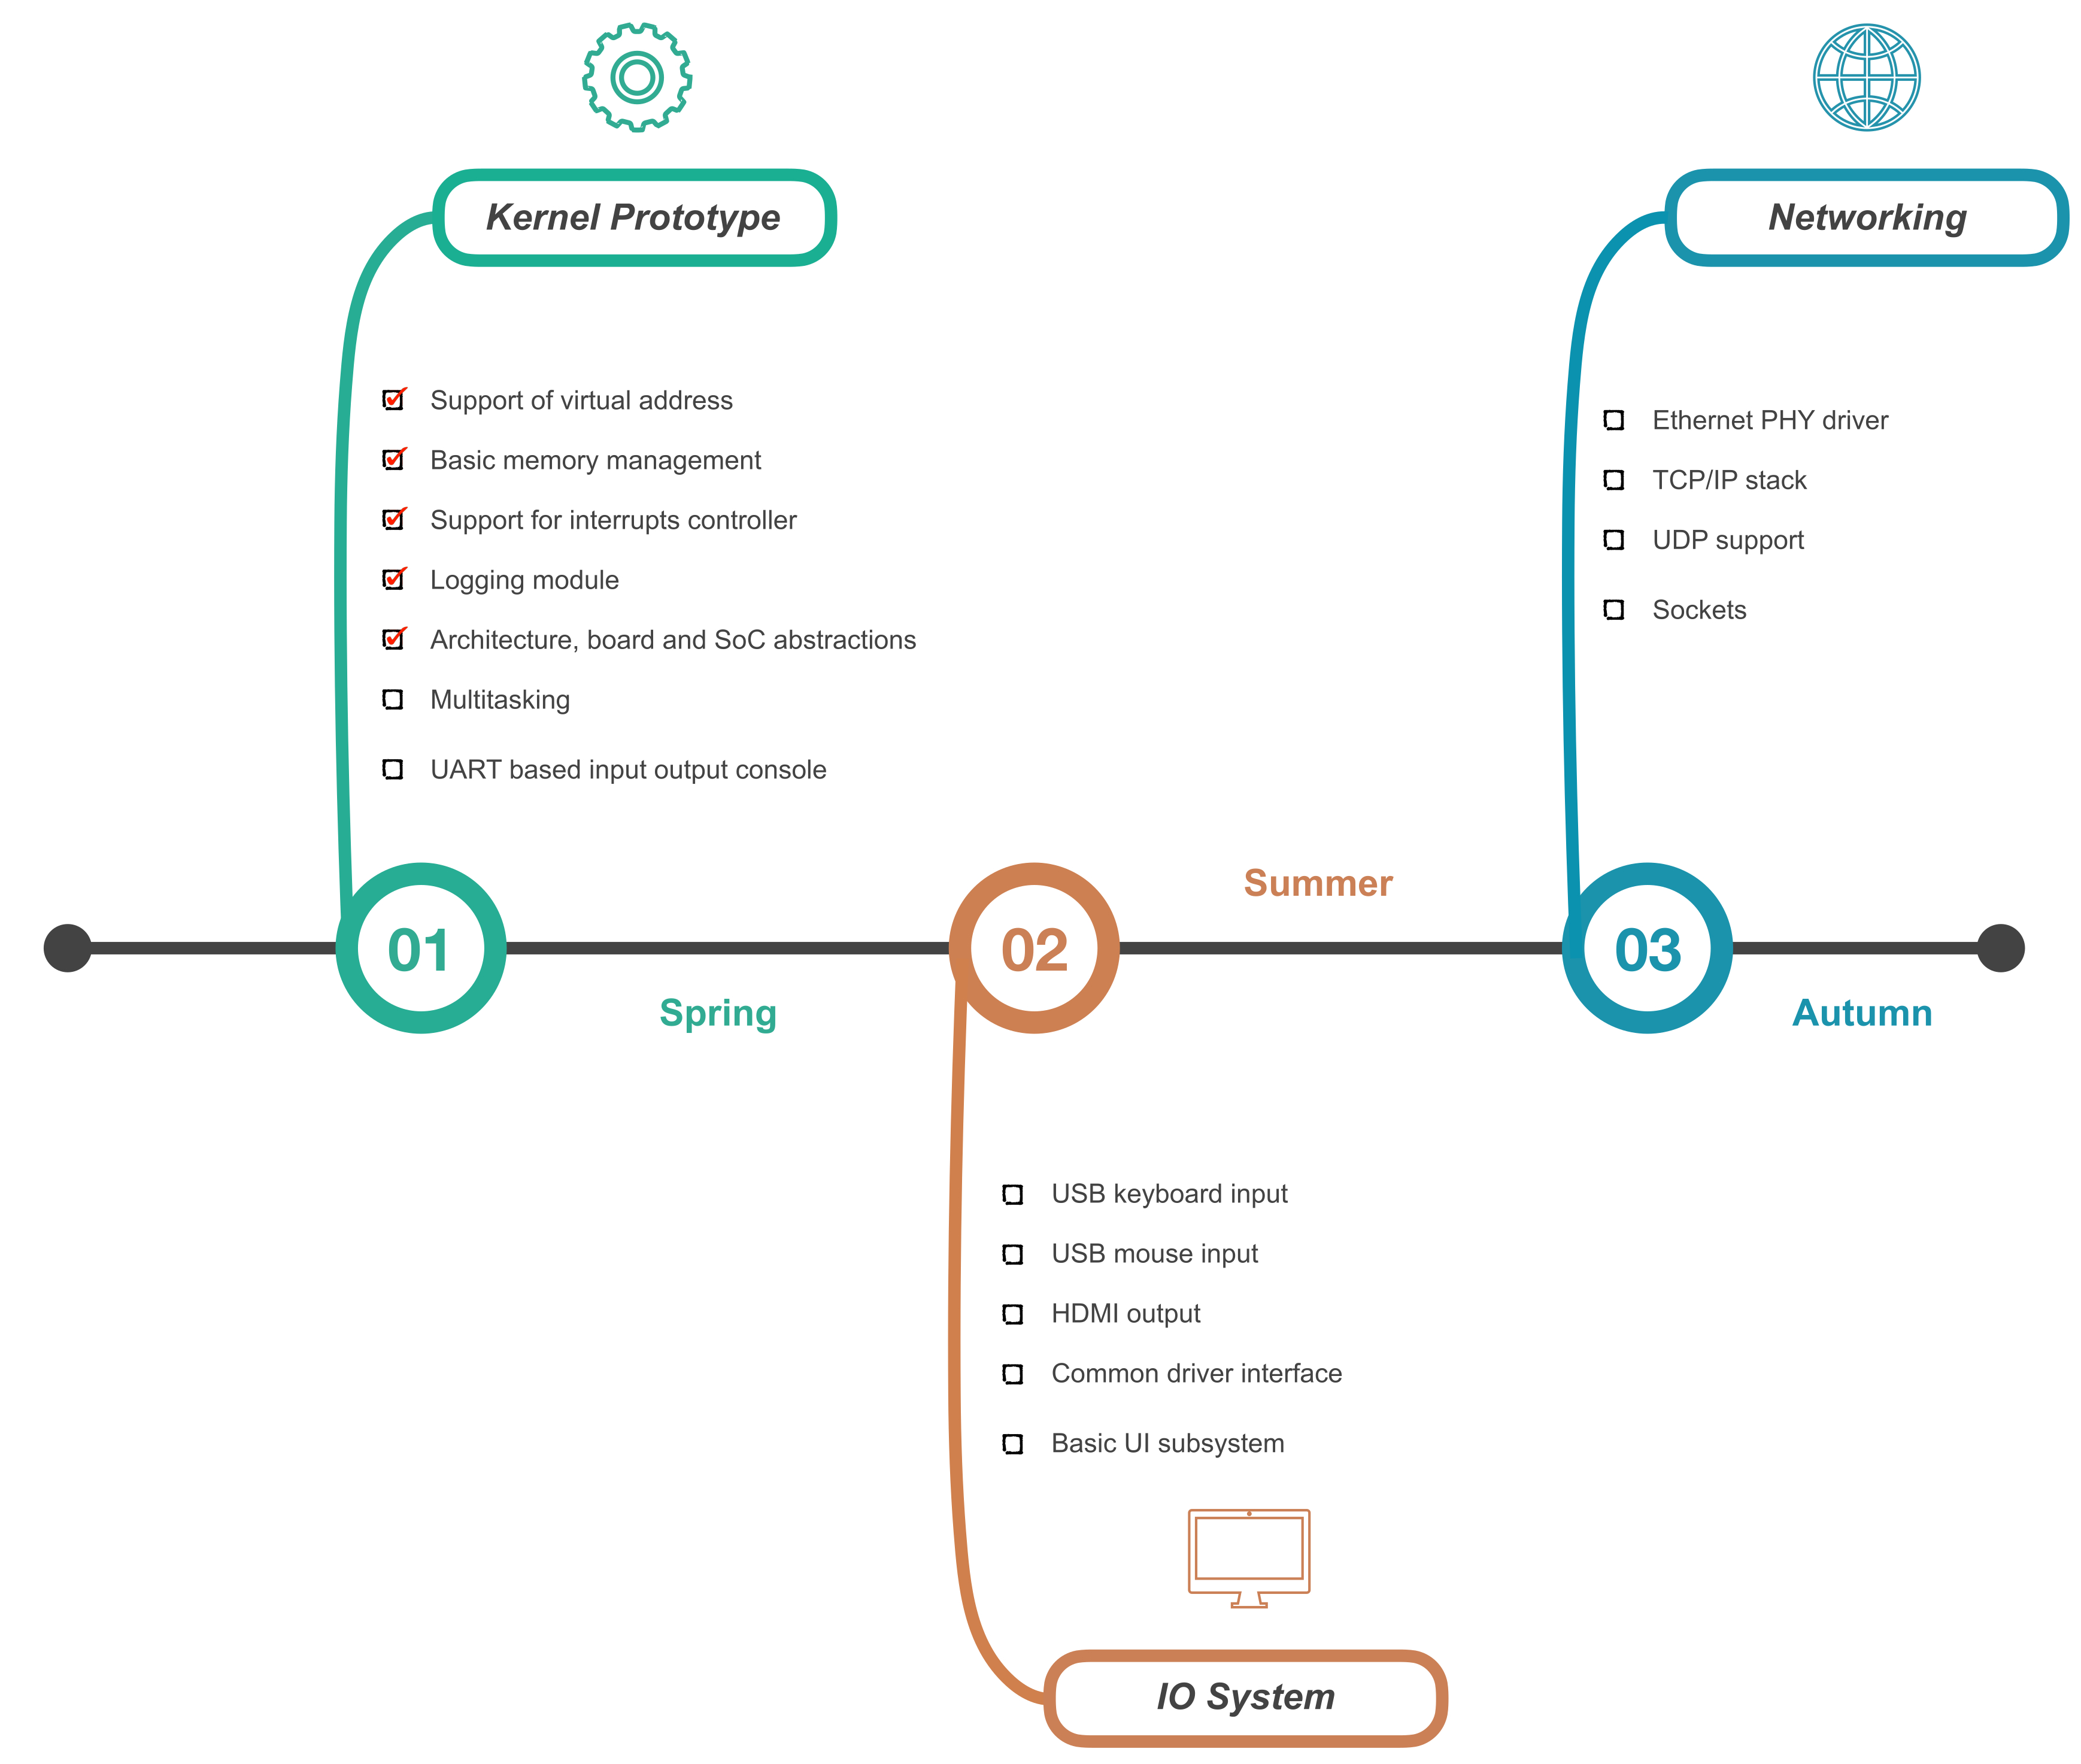 Kernel Prototype
Support of virtual address
Basic memory management
Support for interrupts controller
Logging module
Architecture, board and SoC abstractions
Multitasking
UART based input output console
01
Spring
02
Summer
USB keyboard input
USB mouse input
HDMI output
Common driver interface
Basic UI subsystem
IO System
Networking
Ethernet PHY driver
TCP/IP stack
UDP support
Sockets
03
Autumn